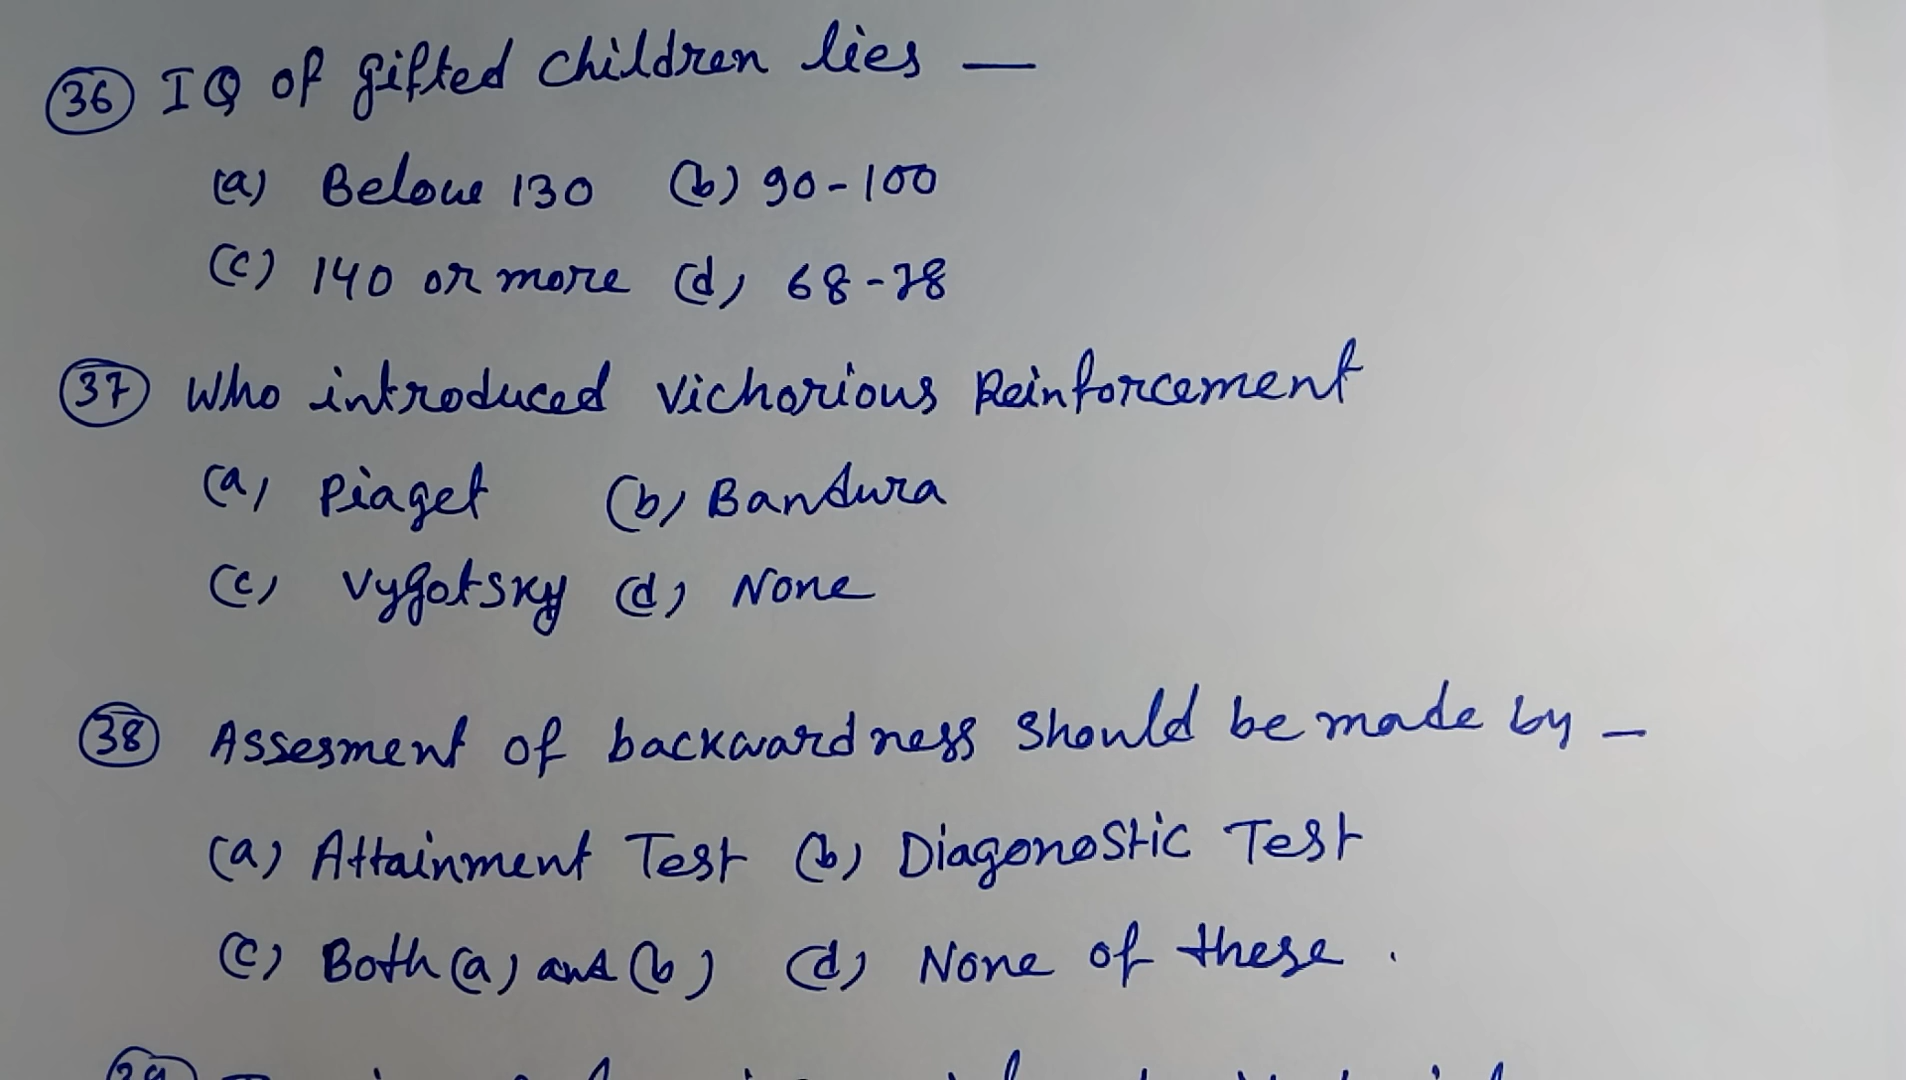 36 IQ of gifted children lies —
(a) Below 130 (b) 90-100
(c) 140 or more (d) 68-78
37 Who introduced Vichorious Reinforcement
(a) Piaget (b) Bandura
(c) Vygotsky (d) None
38 Assesment of backwardness should be made by —
(a) Attainment Test (b) Diagonostic Test
(c) Both (a) and (b) (d) None of these.